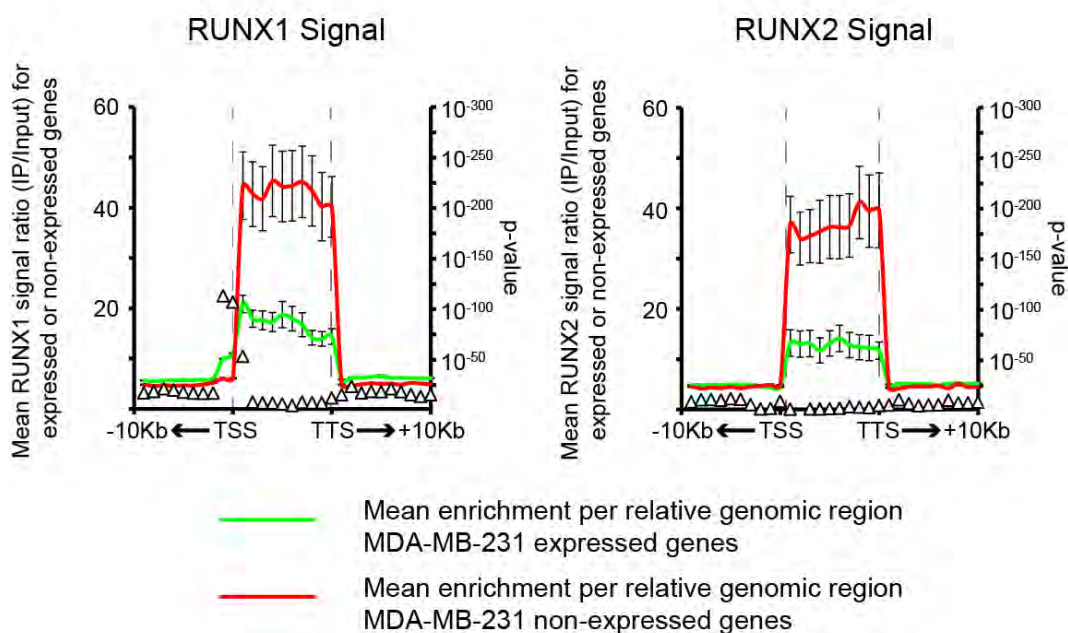 RUNX1 Signal
Mean RUNX1 signal ratio (IP/Input) for
expressed or non-expressed genes
60
40
20
10-300
10-250
10-200
10-150
10-100
10-50
p-value
-10Kb
TSS
TTS
+10Kb
RUNX2 Signal
Mean RUNX2 signal ratio (IP/Input) for
expressed or non-expressed genes
60
40
20
10-300
10-250
10-200
10-150
10-100
10-50
p-value
-10Kb
TSS
TTS
+10Kb
Mean enrichment per relative genomic region
MDA-MB-231 expressed genes
Mean enrichment per relative genomic region
MDA-MB-231 non-expressed genes